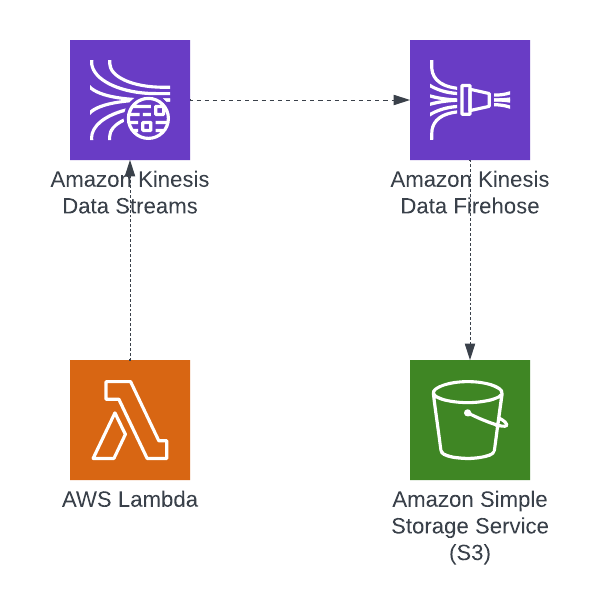 Amazon Kinesis
Data Streams
Amazon Kinesis
Data Firehose
AWS Lambda
Amazon Simple
Storage Service
(S3)